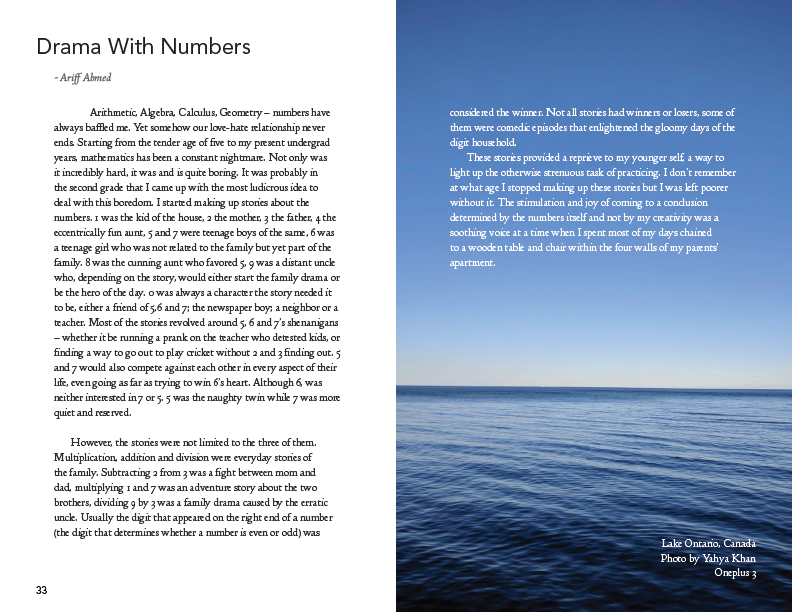 Drama With Numbers
- Ariff Ahmed
Arithmetic, Algebra, Calculus, Geometry – numbers have
always baffled me. Yet somehow our love-hate relationship never
ends. Starting from the tender age of five to my present undergrad
years, mathematics has been a constant nightmare. Not only was
it incredibly hard, it was and is quite boring. It was probably in
the second grade that I came up with the most ludicrous idea to
deal with this boredom. I started making up stories about the
numbers. 1 was the kid of the house, 2 the mother, 3 the father, 4 the
eccentrically fun aunt, 5 and 7 were teenage boys of the same, 6 was
a teenage girl who was not related to the family but yet part of the
family. 8 was the cunning aunt who favored 5, 9 was a distant uncle
who, depending on the story, would either start the family drama or
be the hero of the day. 0 was always a character the story needed it
to be, either a friend of 5,6 and 7; the newspaper boy; a neighbor or a
teacher. Most of the stories revolved around 5, 6 and 7's shenanigans
– whether it be running a prank on the teacher who detested kids, or
finding a way to go out to play cricket without 2 and 3 finding out. 5
and 7 would also compete against each other in every aspect of their
life, even going as far as trying to win 6's heart. Although 6, was
neither interested in 7 or 5. 5 was the naughty twin while 7 was more
quiet and reserved.
However, the stories were not limited to the three of them.
Multiplication, addition and division were everyday stories of
the family. Subtracting 2 from 3 was a fight between mom and
dad, multiplying 1 and 7 was an adventure story about the two
brothers, dividing 9 by 3 was a family drama caused by the erratic
uncle. Usually the digit that appeared on the right end of a number
(the digit that determines whether a number is even or odd) was
33
considered the winner. Not all stories had winners or losers, some of
them were comedic episodes that enlightened the gloomy days of the
digit household.
These stories provided a reprieve to my younger self, a way to
light up the otherwise strenuous task of practicing. I don't remember
at what age I stopped making up these stories but I was left poorer
without it. The stimulation and joy of coming to a conclusion
determined by the numbers itself and not by my creativity was a
soothing voice at a time when I spent most of my days chained
to a wooden table and chair within the four walls of my parents'
apartment.
Lake Ontario, Canada
Photo by Yahya Khan
Oneplus 3